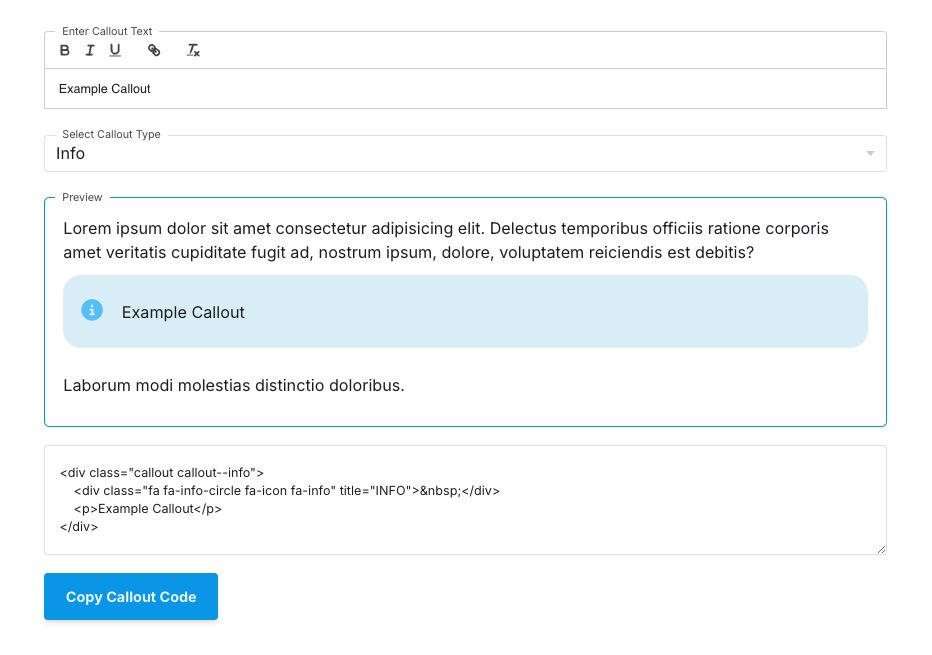 Enter Callout Text
B I U
Example Callout
Select Callout Type
Info
Preview
Lorem ipsum dolor sit amet consectetur adipisicing elit. Delectus temporibus officiis ratione corporis
amet veritatis cupiditate fugit ad, nostrum ipsum, dolore, voluptatem reiciendis est debitis?
Example Callout
Laborum modi molestias distinctio doloribus.
<div class="callout callout--info">
    <div class="fa fa-info-circle fa-icon fa-info" title="INFO">&nbsp;</div>
    <p>Example Callout</p>
</div>
Copy Callout Code